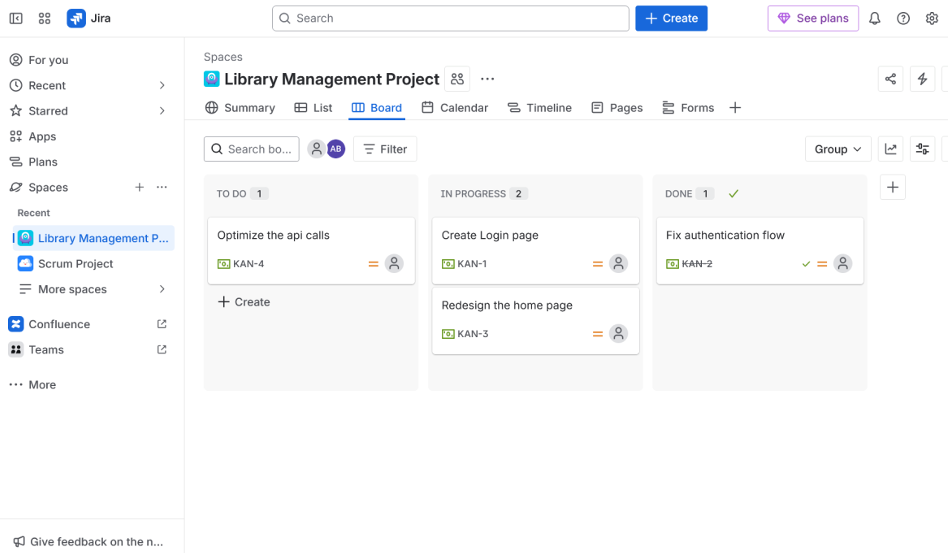 Jira
Search
Create
See plans
For you
Recent
Starred
Apps
Plans
Spaces
Recent
Library Management P...
Scrum Project
More spaces
Confluence
Teams
More
Give feedback on the n...
Spaces
Library Management Project
Summary List Board Calendar Timeline Pages Forms
Search bo... AB Filter Group
TO DO 1
Optimize the api calls
KAN-4
Create
IN PROGRESS 2
Create Login page
KAN-1
Redesign the home page
KAN-3
DONE 1
Fix authentication flow
KAN-2